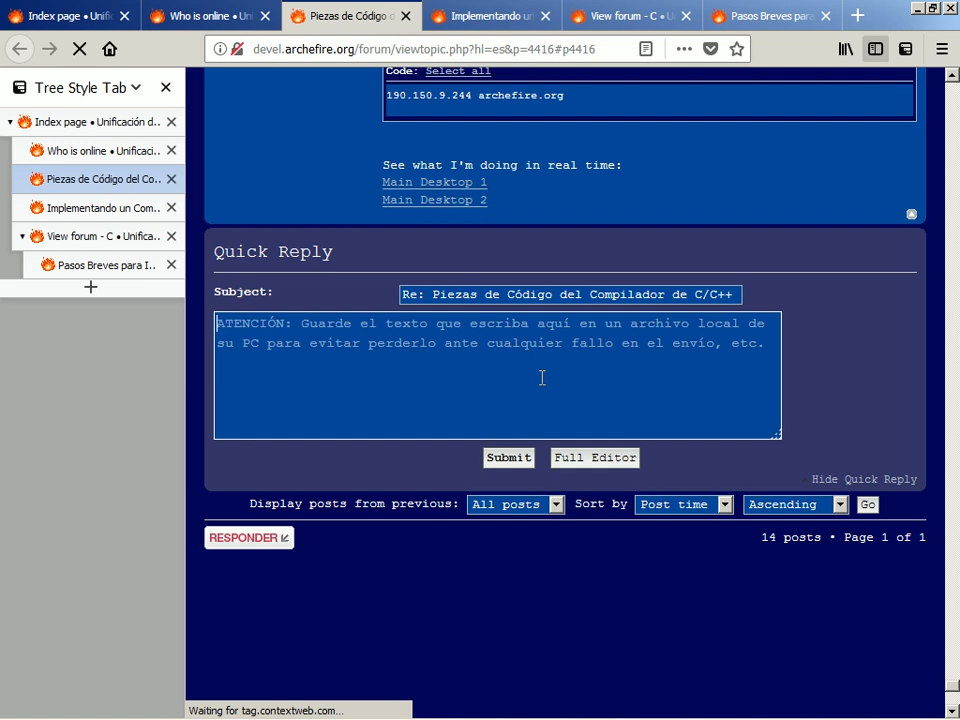 Index page • Unifi
Who is online • Un
Piezas de Código d
Implementando un
View forum - C • U
Pasos Breves para
devel.archefire.org/forum/viewtopic.php?hl=es&p=4416#p4416
Tree Style Tab
Index page • Unificación d..
Who is online • Unificaci..
Piezas de Código del Co..
Implementando un Com..
View forum - C • Unifica..
Pasos Breves para I..
Code: Select all
190.150.9.244 archefire.org
See what I'm doing in real time:
Main Desktop 1
Main Desktop 2
Quick Reply
Subject:
Re: Piezas de Código del Compilador de C/C++
ATENCIÓN: Guarde el texto que escriba aquí en un archivo local de
su PC para evitar perderlo ante cualquier fallo en el envío, etc.
Submit
Full Editor
Hide Quick Reply
Display posts from previous: All posts Sort by Post time Ascending Go
RESPONDER
14 posts • Page 1 of 1
Waiting for tag.contextweb.com...